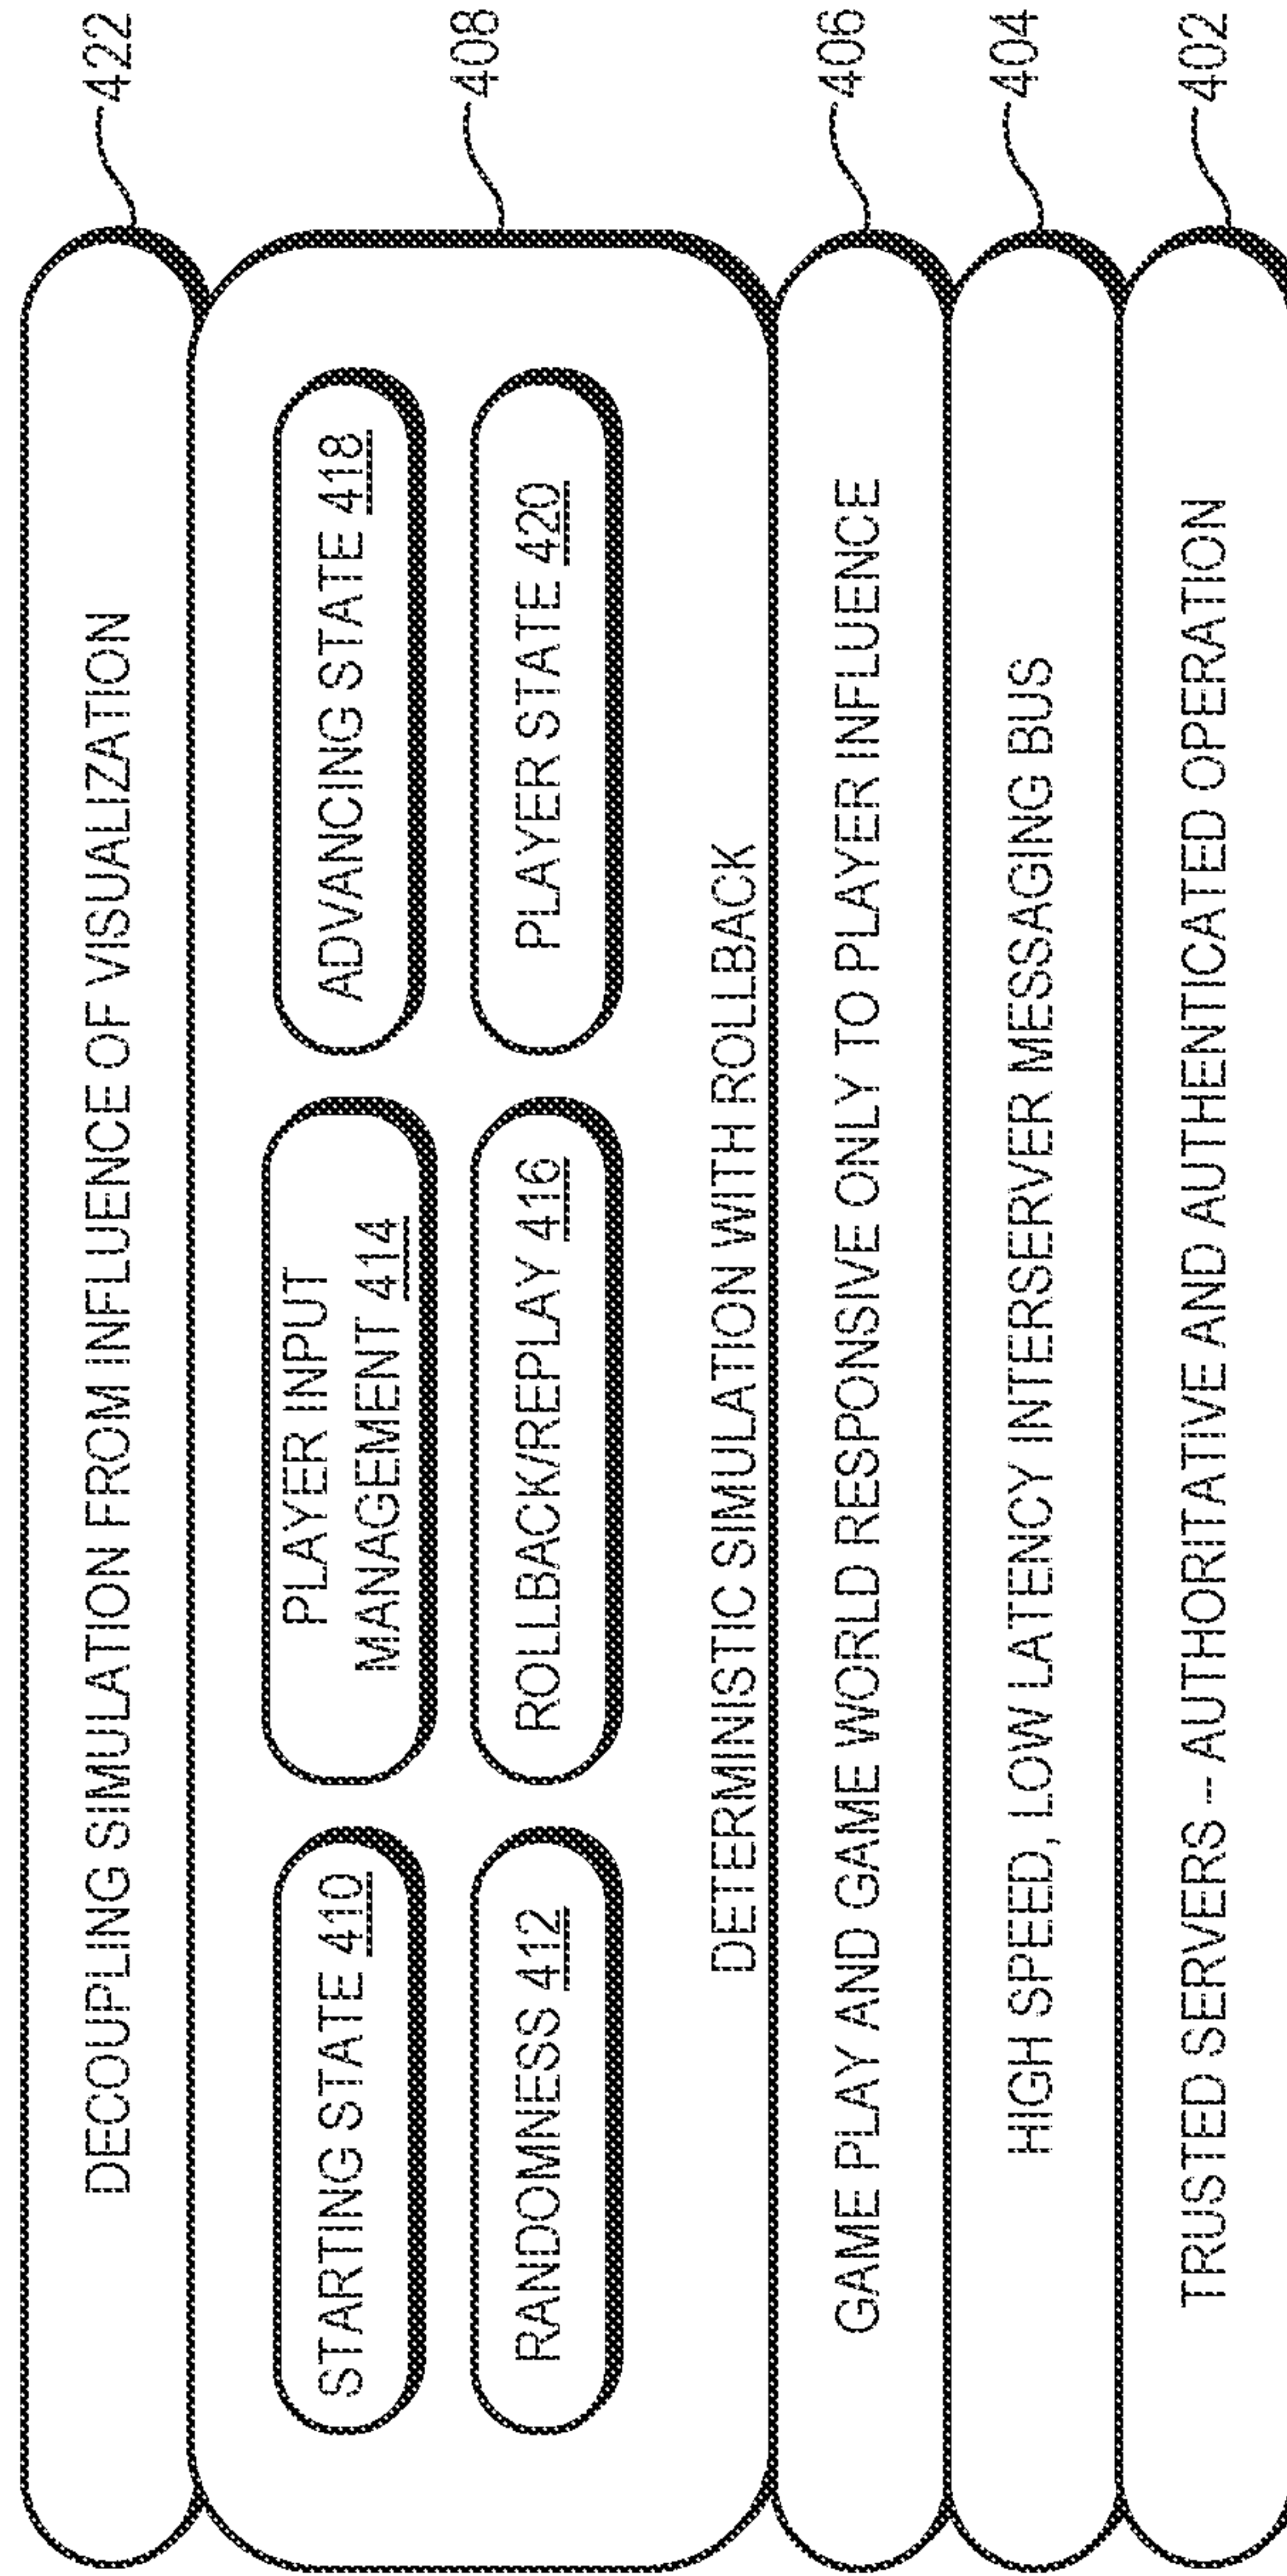 DECOUPLING SIMULATION FROM INFLUENCE OF VISUALIZATION
422
STARTING STATE 410
PLAYER INPUT
MANAGEMENT 414
ADVANCING STATE 418
RANDOMNESS 412
ROLLBACK/REPLAY 416
PLAYER STATE 420
DETERMINISTIC SIMULATION WITH ROLLBACK
408
GAME PLAY AND GAME WORLD RESPONSIVE ONLY TO PLAYER INFLUENCE
406
HIGH SPEED, LOW LATENCY INTERSERVER MESSAGING BUS
404
TRUSTED SERVERS -- AUTHORITATIVE AND AUTHENTICATED OPERATION
402